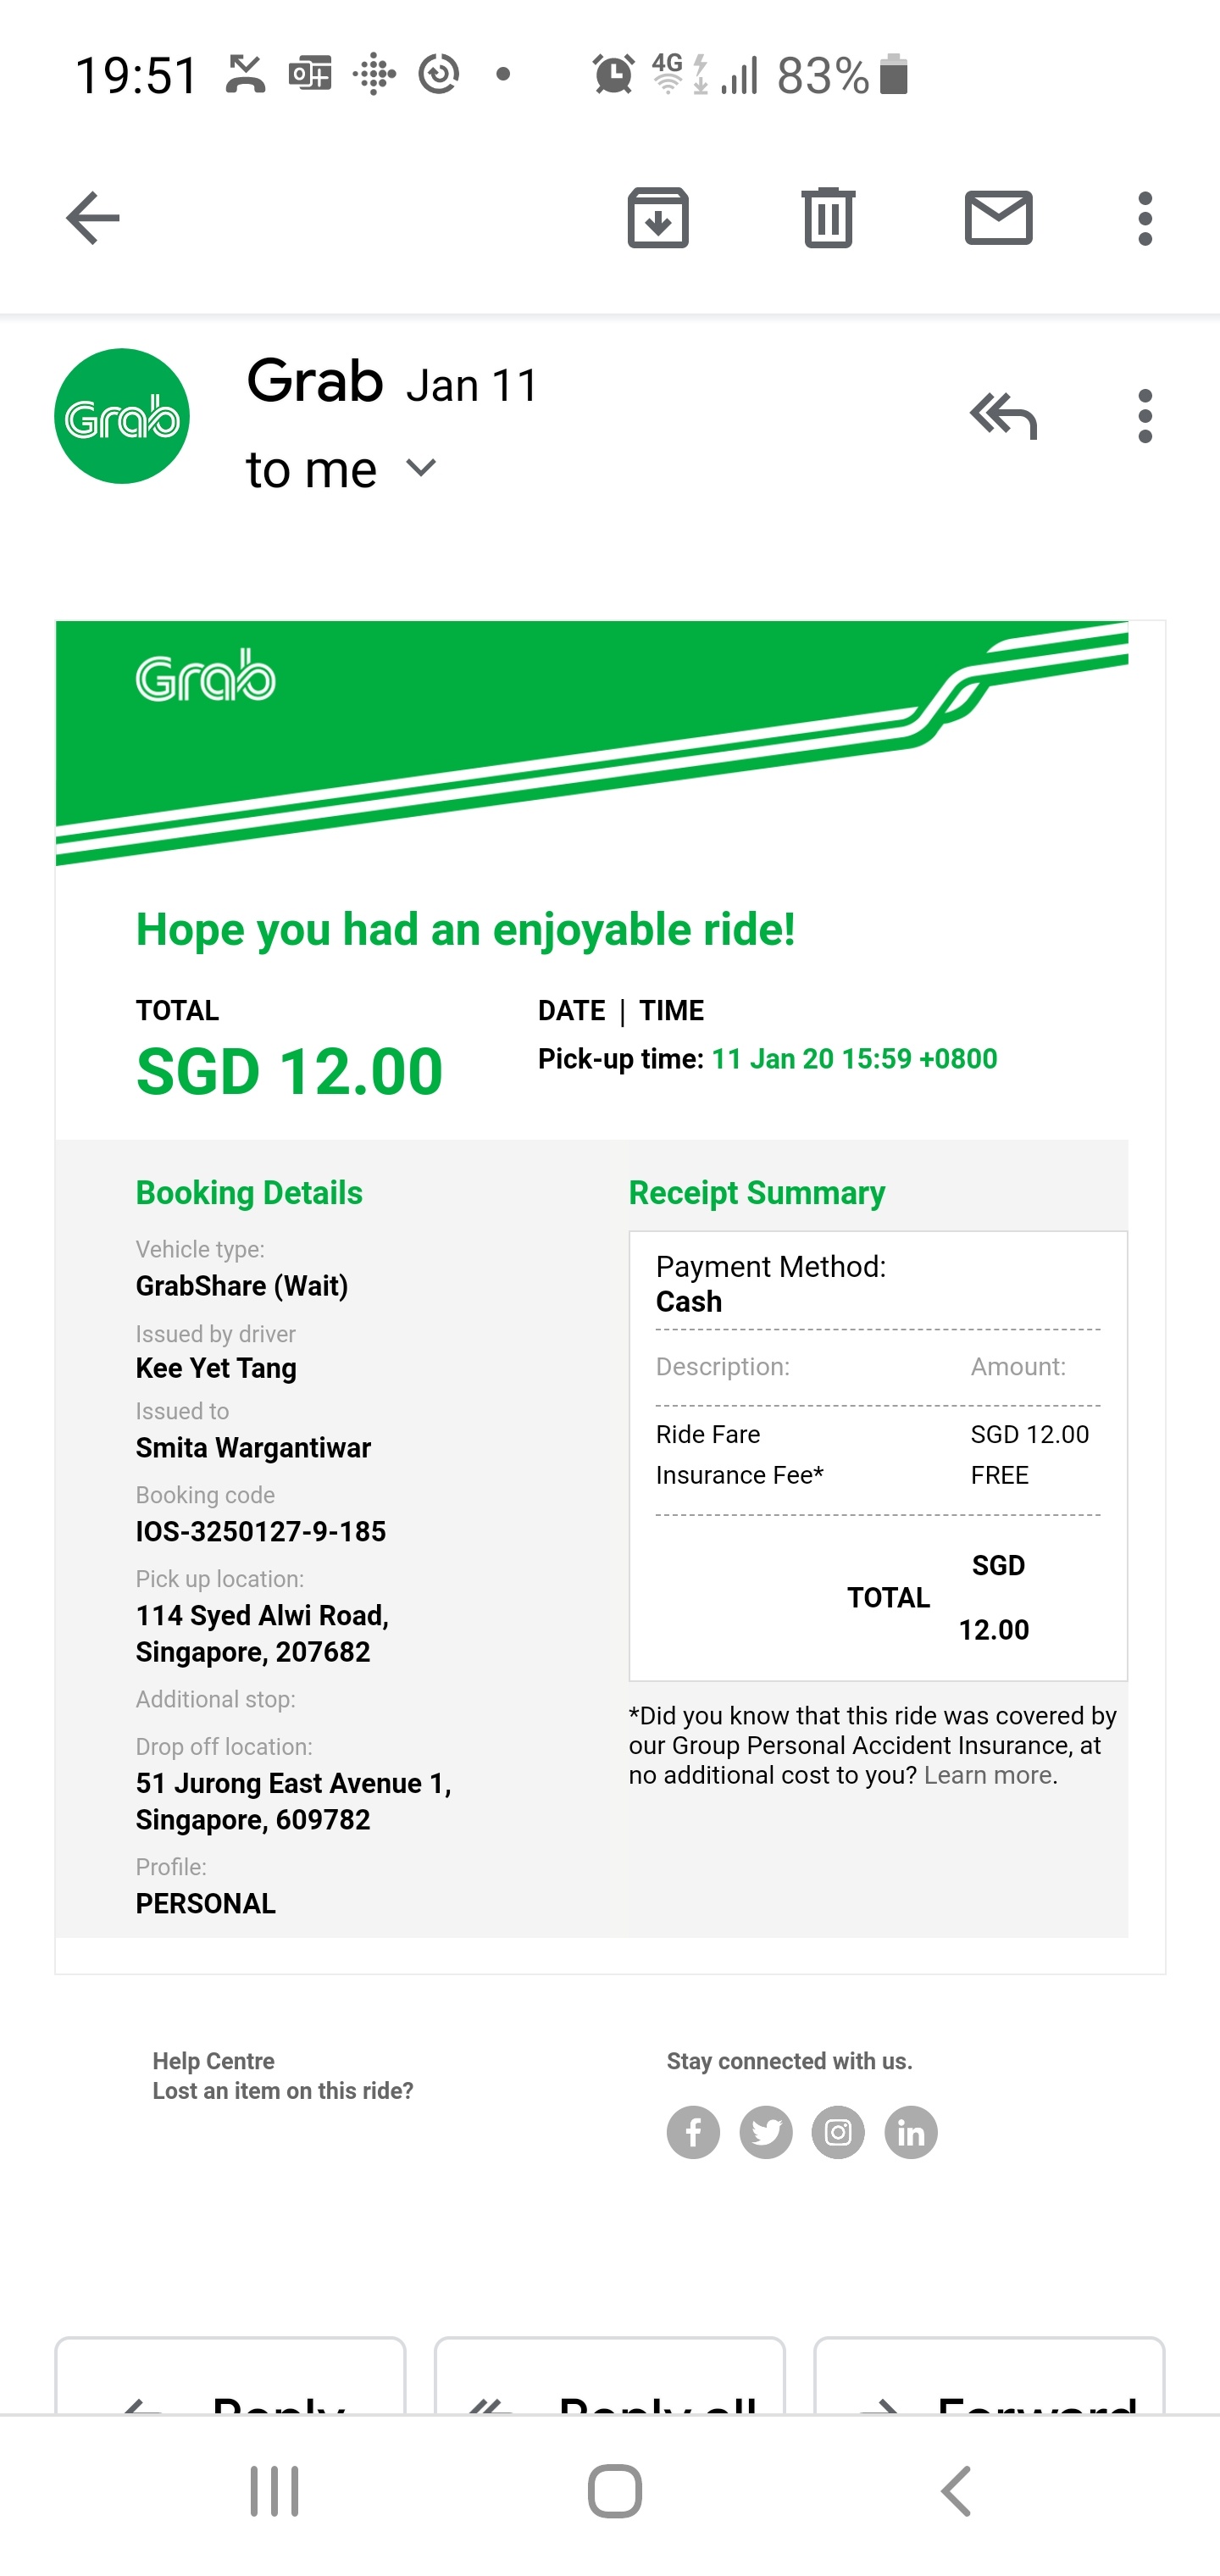 19:51 4G 83%
Grab Jan 11
Grab
to me
Grab
Hope you had an enjoyable ride!
TOTAL
SGD 12.00
DATE | TIME
Pick-up time: 11 Jan 20 15:59 +0800
Booking Details
Vehicle type:
GrabShare (Wait)
Issued by driver
Kee Yet Tang
Issued to
Smita Wargantiwar
Booking code
IOS-3250127-9-185
Pick up location:
114 Syed Alwi Road,
Singapore, 207682
Additional stop:
Drop off location:
51 Jurong East Avenue 1,
Singapore, 609782
Profile:
PERSONAL
Receipt Summary
Payment Method:
Cash
Description: Amount:
Ride Fare SGD 12.00
Insurance Fee* FREE
TOTAL SGD
12.00
*Did you know that this ride was covered by
our Group Personal Accident Insurance, at
no additional cost to you? Learn more.
Help Centre
Lost an item on this ride?
Stay connected with us.
Reply Reply all Forward